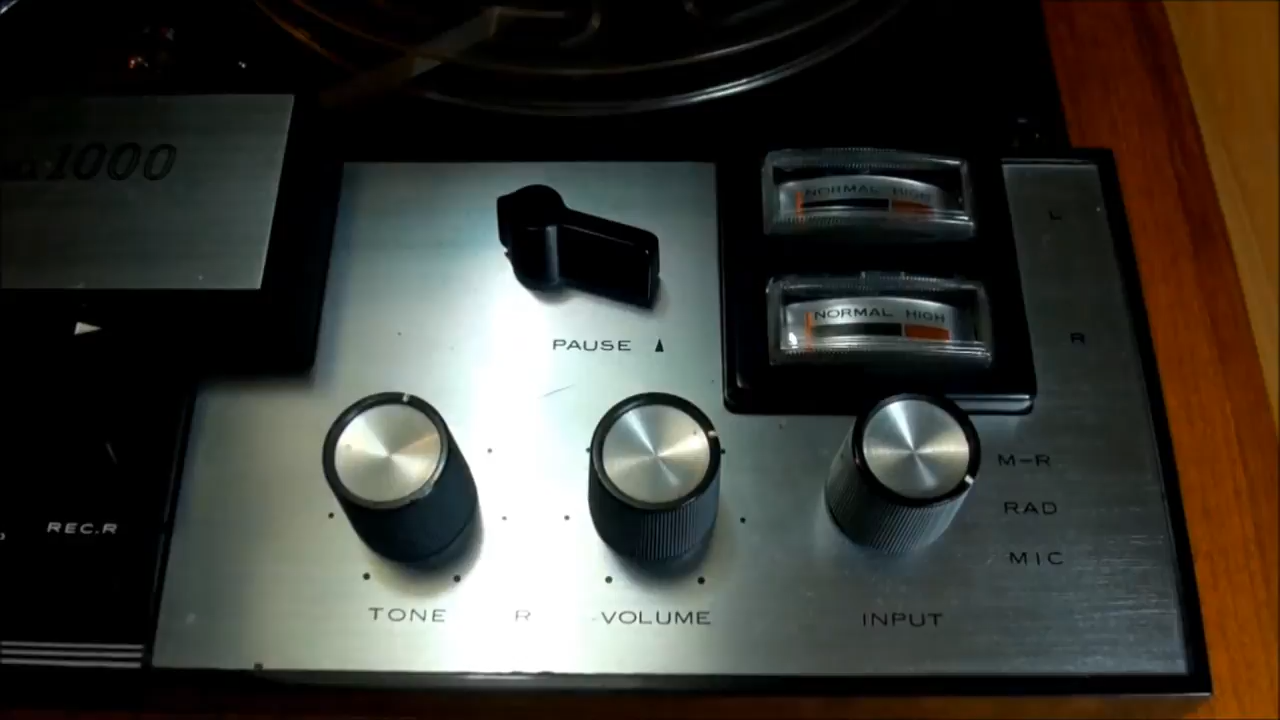 1000
NORMAL HIGH
L
NORMAL HIGH
R
PAUSE
M-R
RAD
MIC
REC.R
TONE R VOLUME INPUT